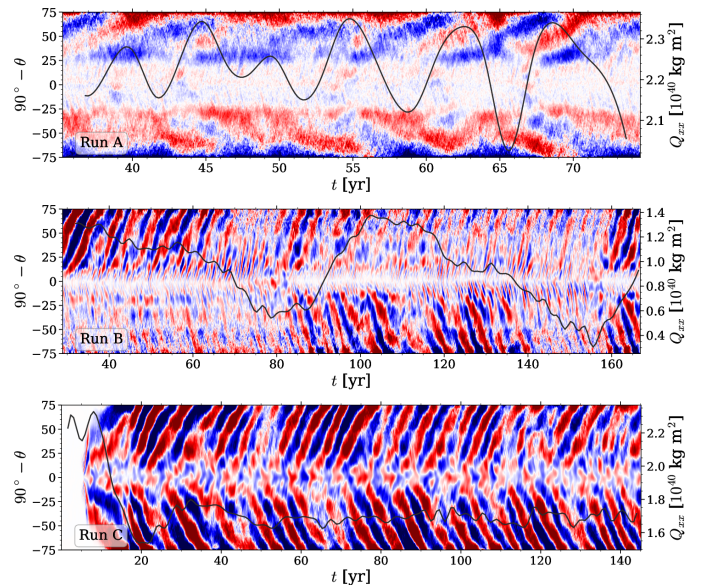 75
50
25
0
−25
−50
−75
90° − θ
Run A
2.3
2.2
2.1
Q_xx [10^40 kg m^2]
40 45 50 55 60 65 70
t [yr]
75
50
25
0
−25
−50
−75
90° − θ
Run B
1.4
1.2
1.0
0.8
0.6
0.4
Q_xx [10^40 kg m^2]
40 60 80 100 120 140 160
t [yr]
75
50
25
0
−25
−50
−75
90° − θ
Run C
2.2
2.0
1.8
1.6
Q_xx [10^40 kg m^2]
20 40 60 80 100 120 140
t [yr]